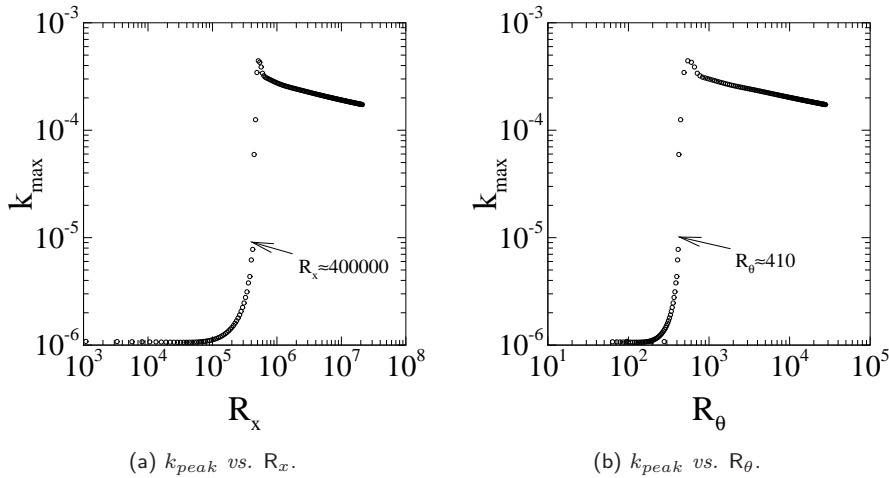 10^-3
10^-4
k_max
10^-5
R_x≈400000
10^-6
10^3 10^4 10^5 10^6 10^7 10^8
R_x
(a) k_peak vs. R_x.
10^-3
10^-4
k_max
10^-5
R_θ≈410
10^-6
10^1 10^2 10^3 10^4 10^5
R_θ
(b) k_peak vs. R_θ.